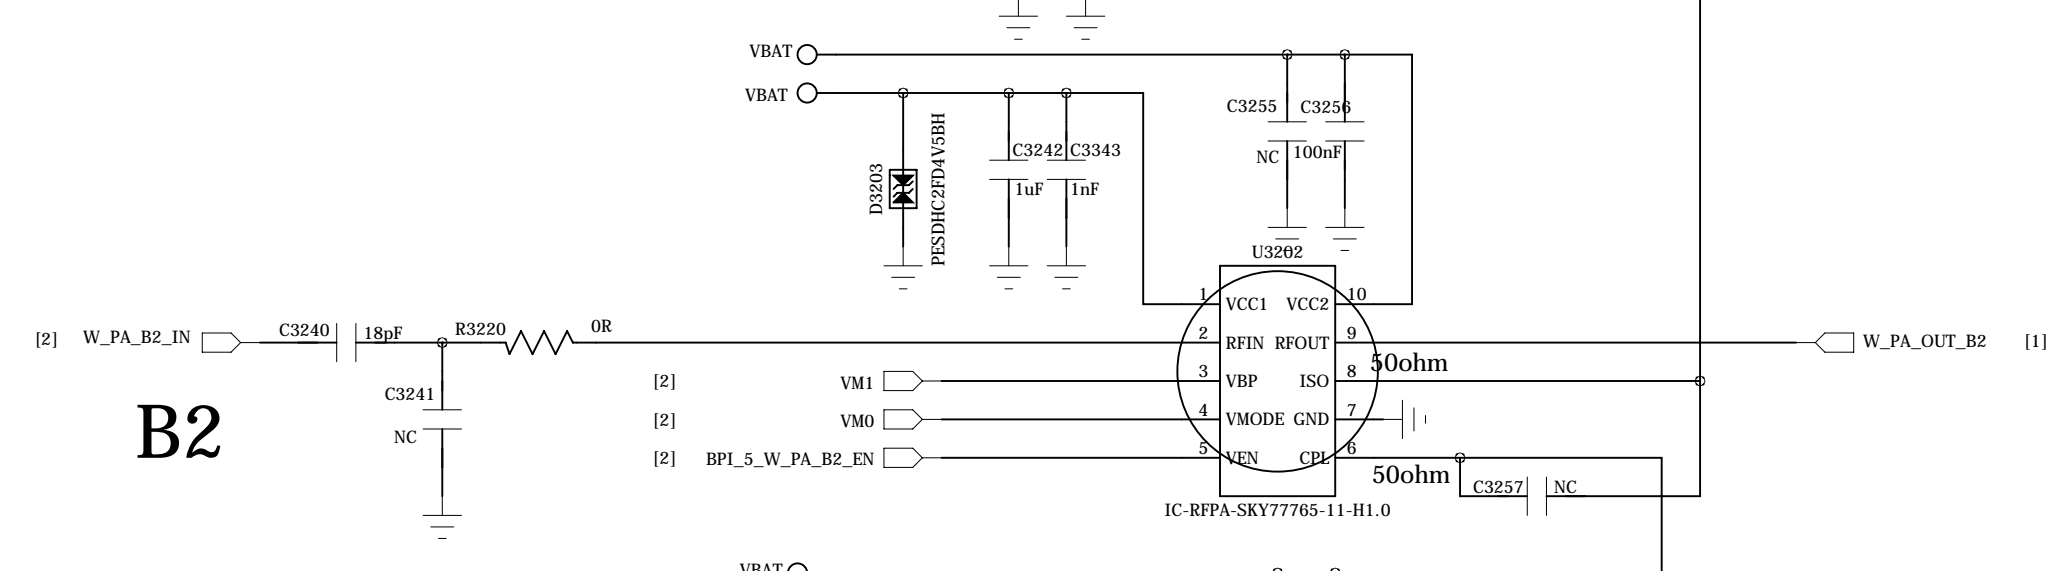 VBAT
VBAT
C3255 C3256
NC 100nF
D3203
PESDHC2FD4V5BH
C3242 C3343
1uF 1nF
U3202
1 VCC1 VCC2 10
[2] W_PA_B2_IN C3240 18pF R3220 0R
2 RFIN RFOUT 9
W_PA_OUT_B2 [1]
50ohm
[2] VM1 3 VBP ISO 8
C3241
NC
B2
[2] VM0 4 VMODE GND 7
[2] BPI_5_W_PA_B2_EN 5 VEN CPL 6
50ohm
C3257 NC
IC-RFPA-SKY77765-11-H1.0
VBAT